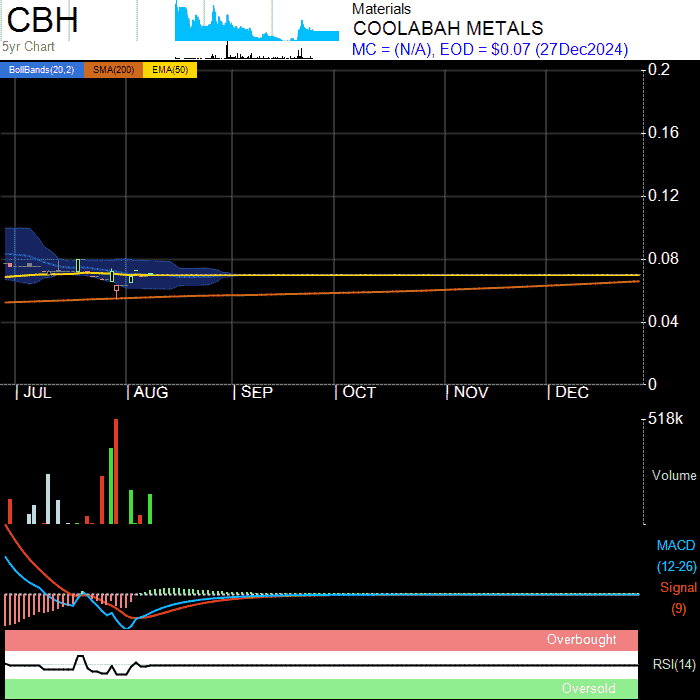 CBH
5yr Chart
Materials
COOLABAH METALS
MC = (N/A), EOD = $0.07 (27Dec2024)
BollBands(20,2) SMA(200) EMA(50)
0.2
0.16
0.12
0.08
0.04
0
JUL AUG SEP OCT NOV DEC
518k
Volume
MACD
(12-26)
Signal
(9)
Overbought
RSI(14)
Oversold